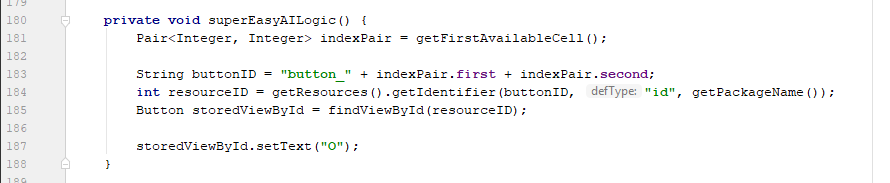 179
180 private void superEasyAILogic() {
181 Pair<Integer, Integer> indexPair = getFirstAvailableCell();
182
183 String buttonID = "button_" + indexPair.first + indexPair.second;
184 int resourceID = getResources().getIdentifier(buttonID, defType: "id", getPackageName());
185 Button storedViewById = findViewById(resourceID);
186
187 storedViewById.setText("O");
188 }
189